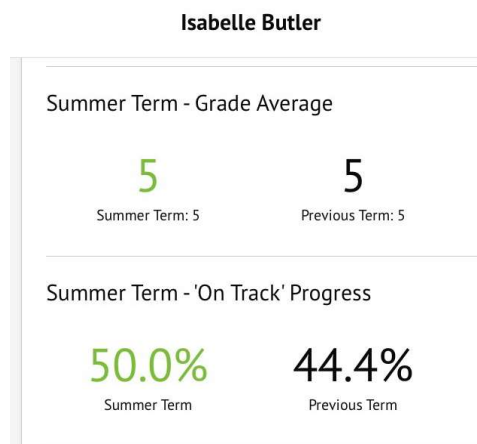 Isabelle Butler
Summer Term - Grade Average
5 5
Summer Term: 5 Previous Term: 5
Summer Term - 'On Track' Progress
50.0% 44.4%
Summer Term Previous Term